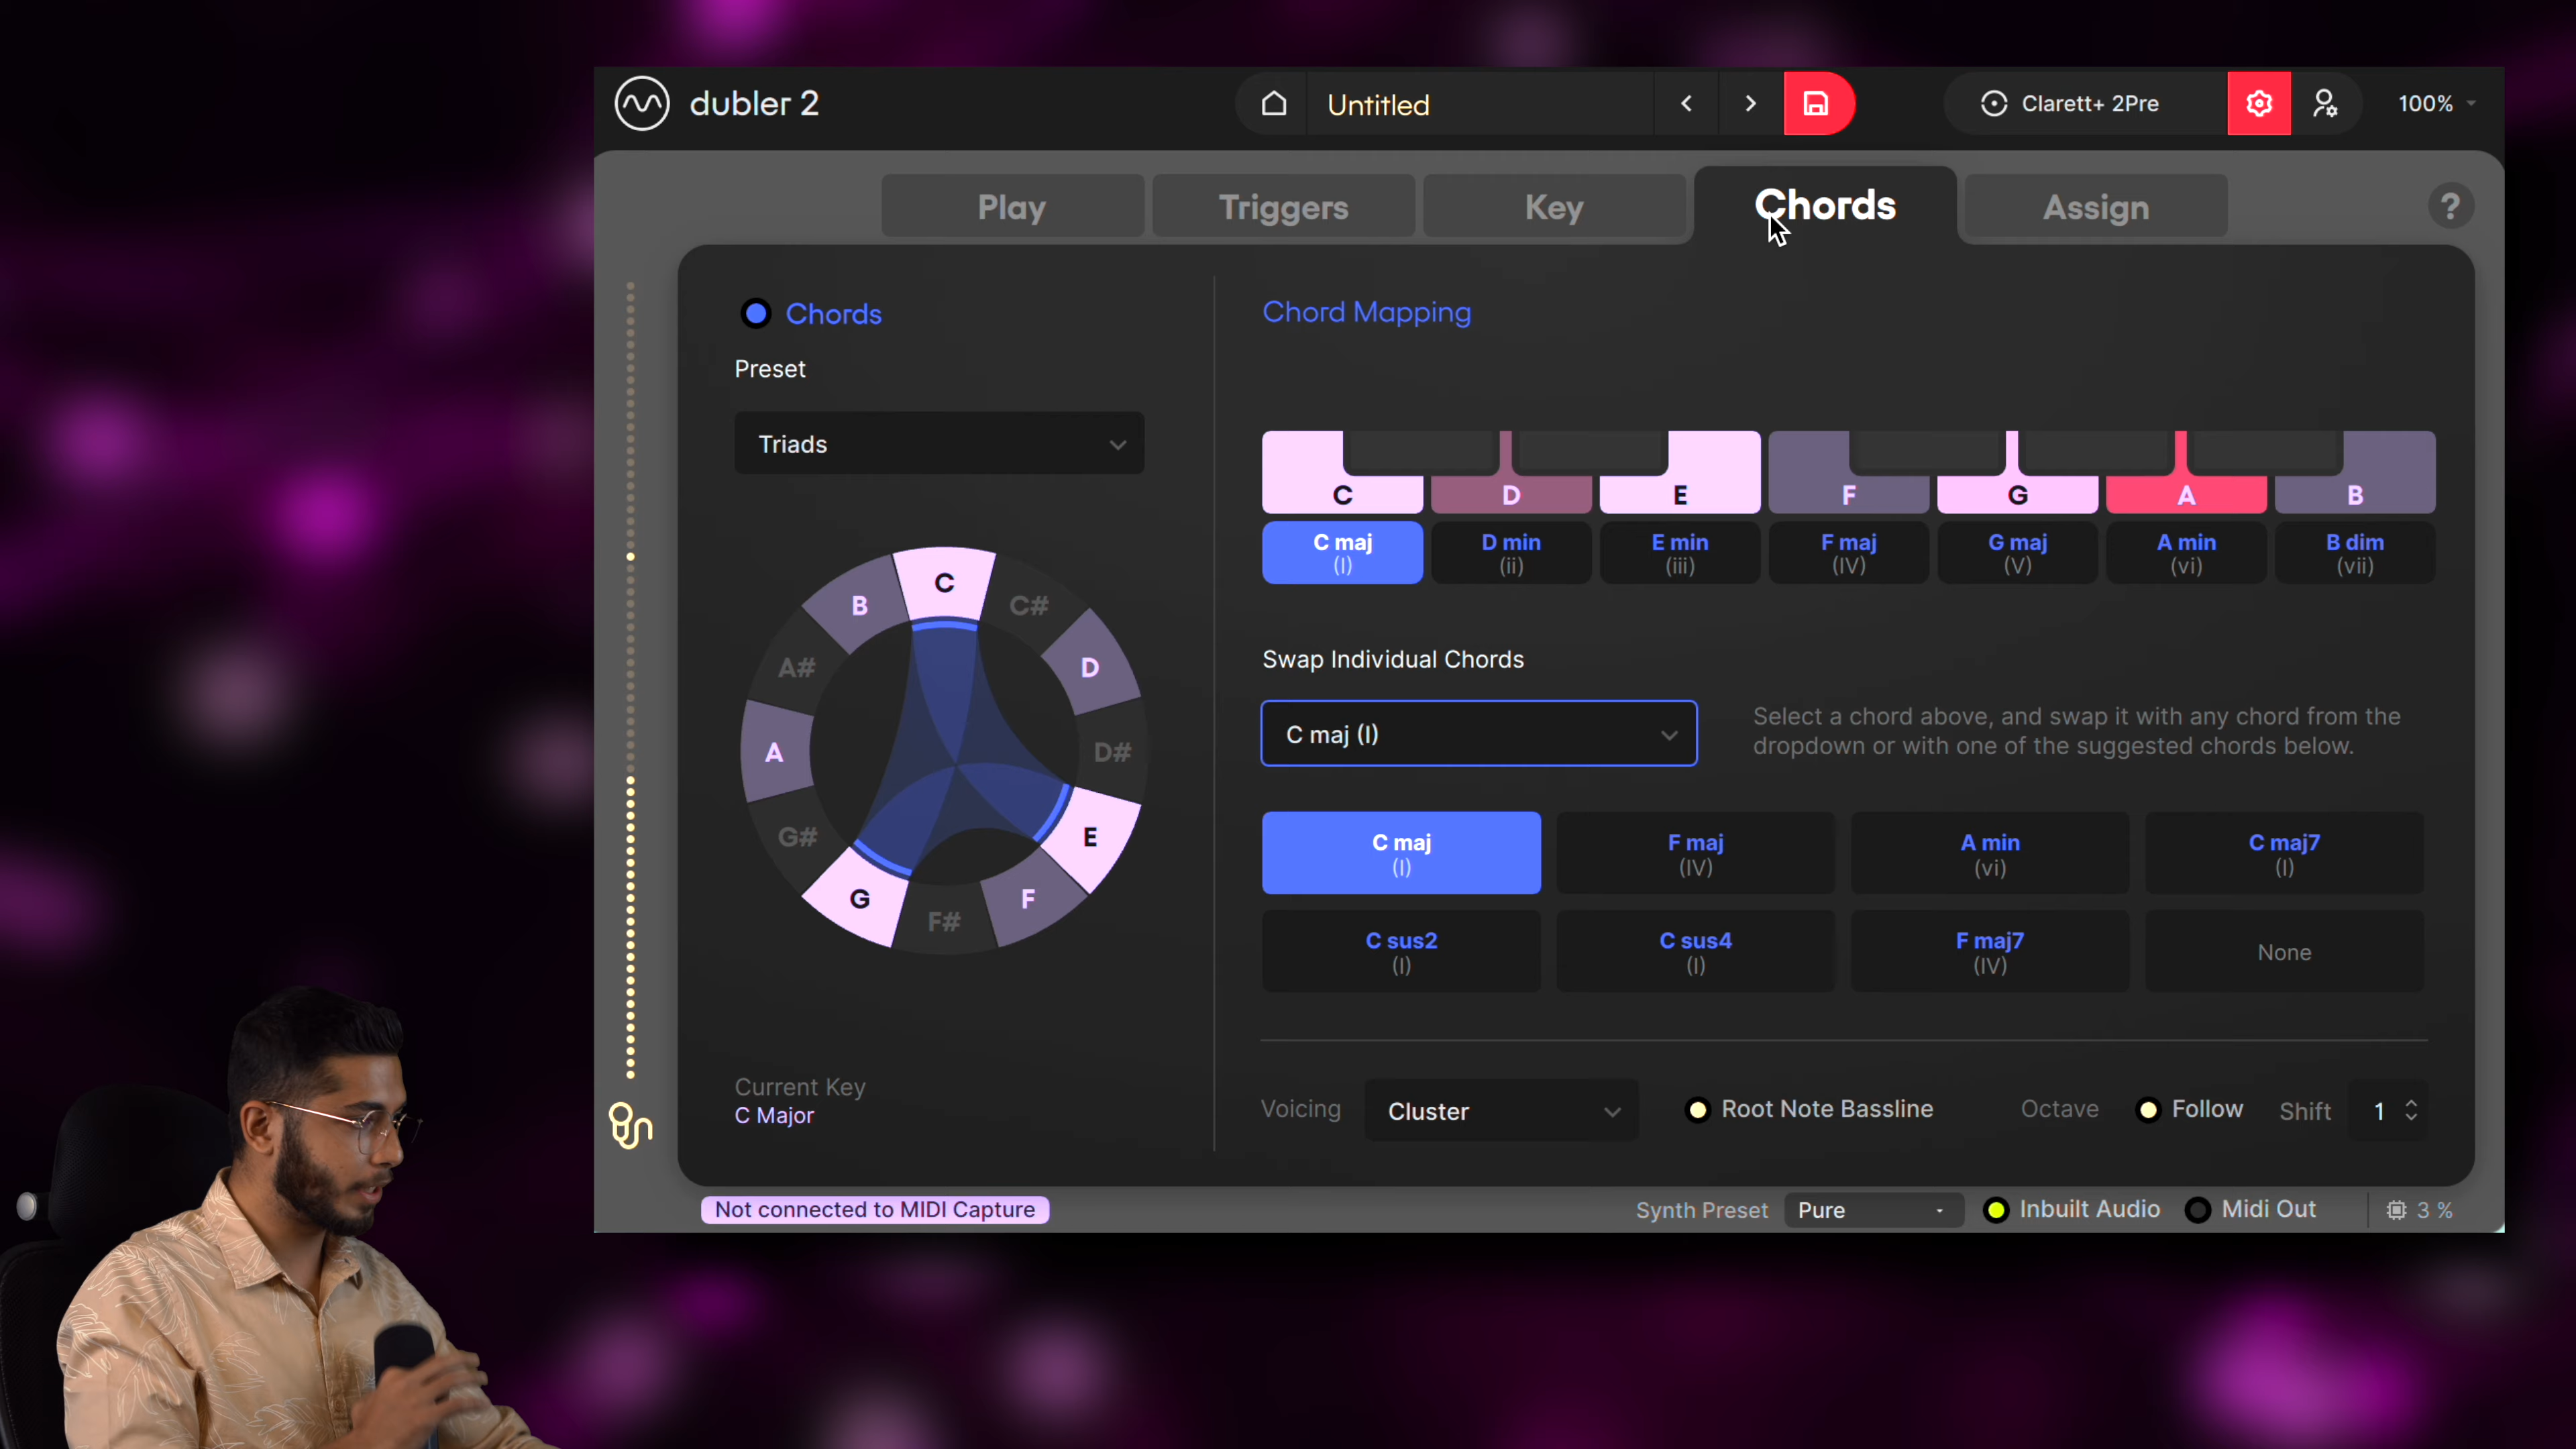 dubler 2
Untitled
Clarett+ 2Pre
100%
Play
Triggers
Key
Chords
Assign
?
Chords
Preset
Triads
C
C#
D
D#
E
F
F#
G
G#
A
A#
B
Current Key
C Major
Chord Mapping
C D E F G A B
C maj D min E min F maj G maj A min B dim
(I) (ii) (iii) (IV) (V) (vi) (vii)
Swap Individual Chords
C maj (I)
Select a chord above, and swap it with any chord from the
dropdown or with one of the suggested chords below.
C maj F maj A min C maj7
(I) (IV) (vi) (I)
C sus2 C sus4 F maj7 None
(I) (I) (IV)
Voicing Cluster Root Note Bassline Octave Follow Shift 1
Not connected to MIDI Capture
Synth Preset Pure Inbuilt Audio Midi Out 3 %